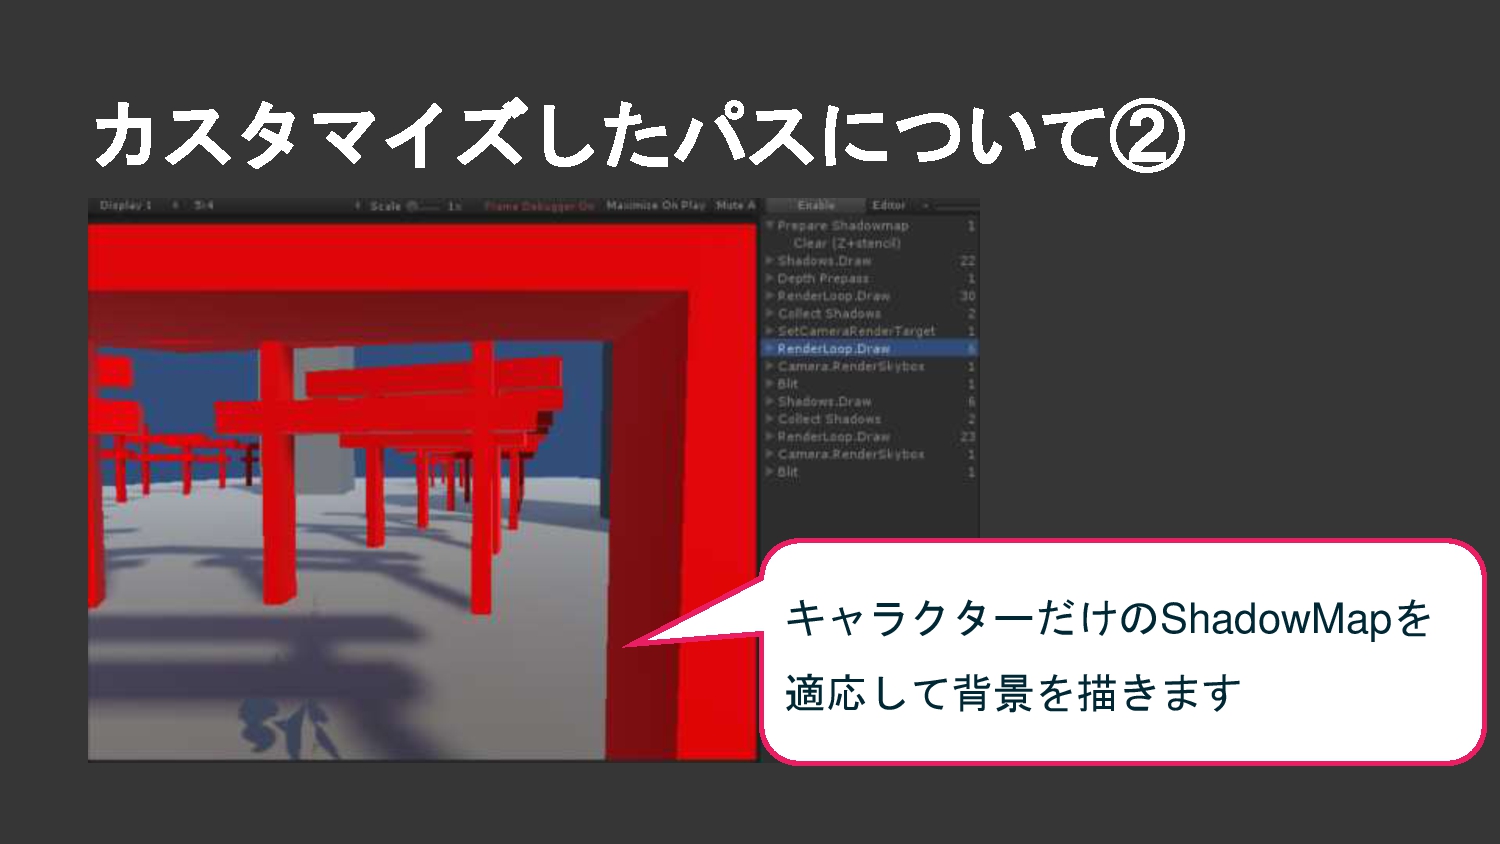 カスタマイズしたパスについて②
Display 1 5:4 Scale 1x Frame Debugger On Maximize On Play Mute A
Enable Editor
Prepare Shadowmap 1
Clear (Z+stencil)
Shadows.Draw 22
Depth Prepass 1
RenderLoop.Draw 30
Collect Shadows 2
SetCameraRenderTarget 1
RenderLoop.Draw 6
Camera.RenderSkybox 1
Blit 1
Shadows.Draw 6
Collect Shadows 2
RenderLoop.Draw 23
Camera.RenderSkybox 1
Blit 1
キャラクターだけのShadowMapを
適応して背景を描きます